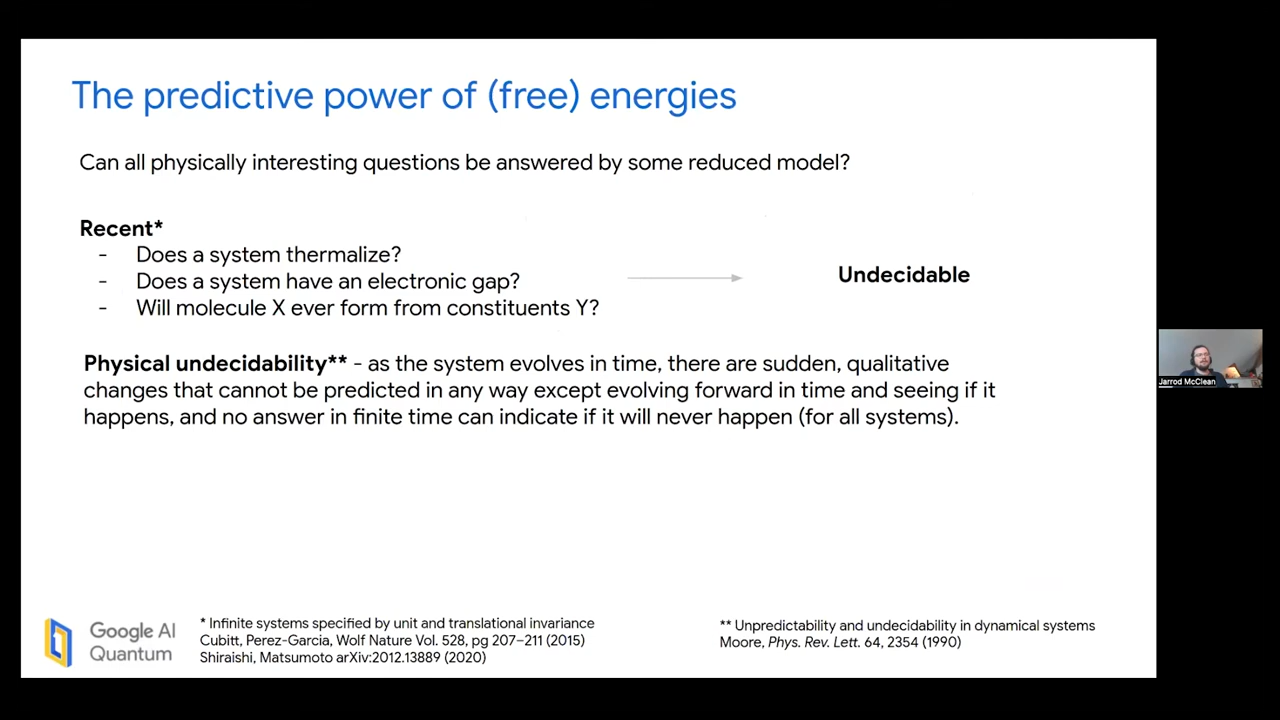 The predictive power of (free) energies
Can all physically interesting questions be answered by some reduced model?
Recent*
- Does a system thermalize?
- Does a system have an electronic gap?
- Will molecule X ever form from constituents Y?
Undecidable
Physical undecidability** - as the system evolves in time, there are sudden, qualitative
changes that cannot be predicted in any way except evolving forward in time and seeing if it
happens, and no answer in finite time can indicate if it will never happen (for all systems).
Jarrod McClean
Google AI
Quantum
* Infinite systems specified by unit and translational invariance
Cubitt, Perez-Garcia, Wolf Nature Vol. 528, pg 207–211 (2015)
Shiraishi, Matsumoto arXiv:2012.13889 (2020)
** Unpredictability and undecidability in dynamical systems
Moore, Phys. Rev. Lett. 64, 2354 (1990)